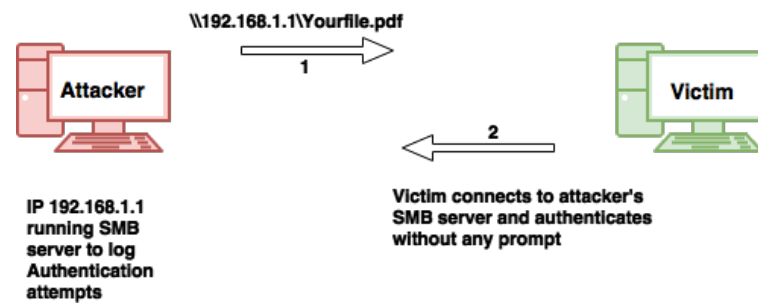 \\192.168.1.1\Yourfile.pdf
1
Attacker
Victim
2
IP 192.168.1.1
running SMB
server to log
Authentication
attempts
Victim connects to attacker's
SMB server and authenticates
without any prompt